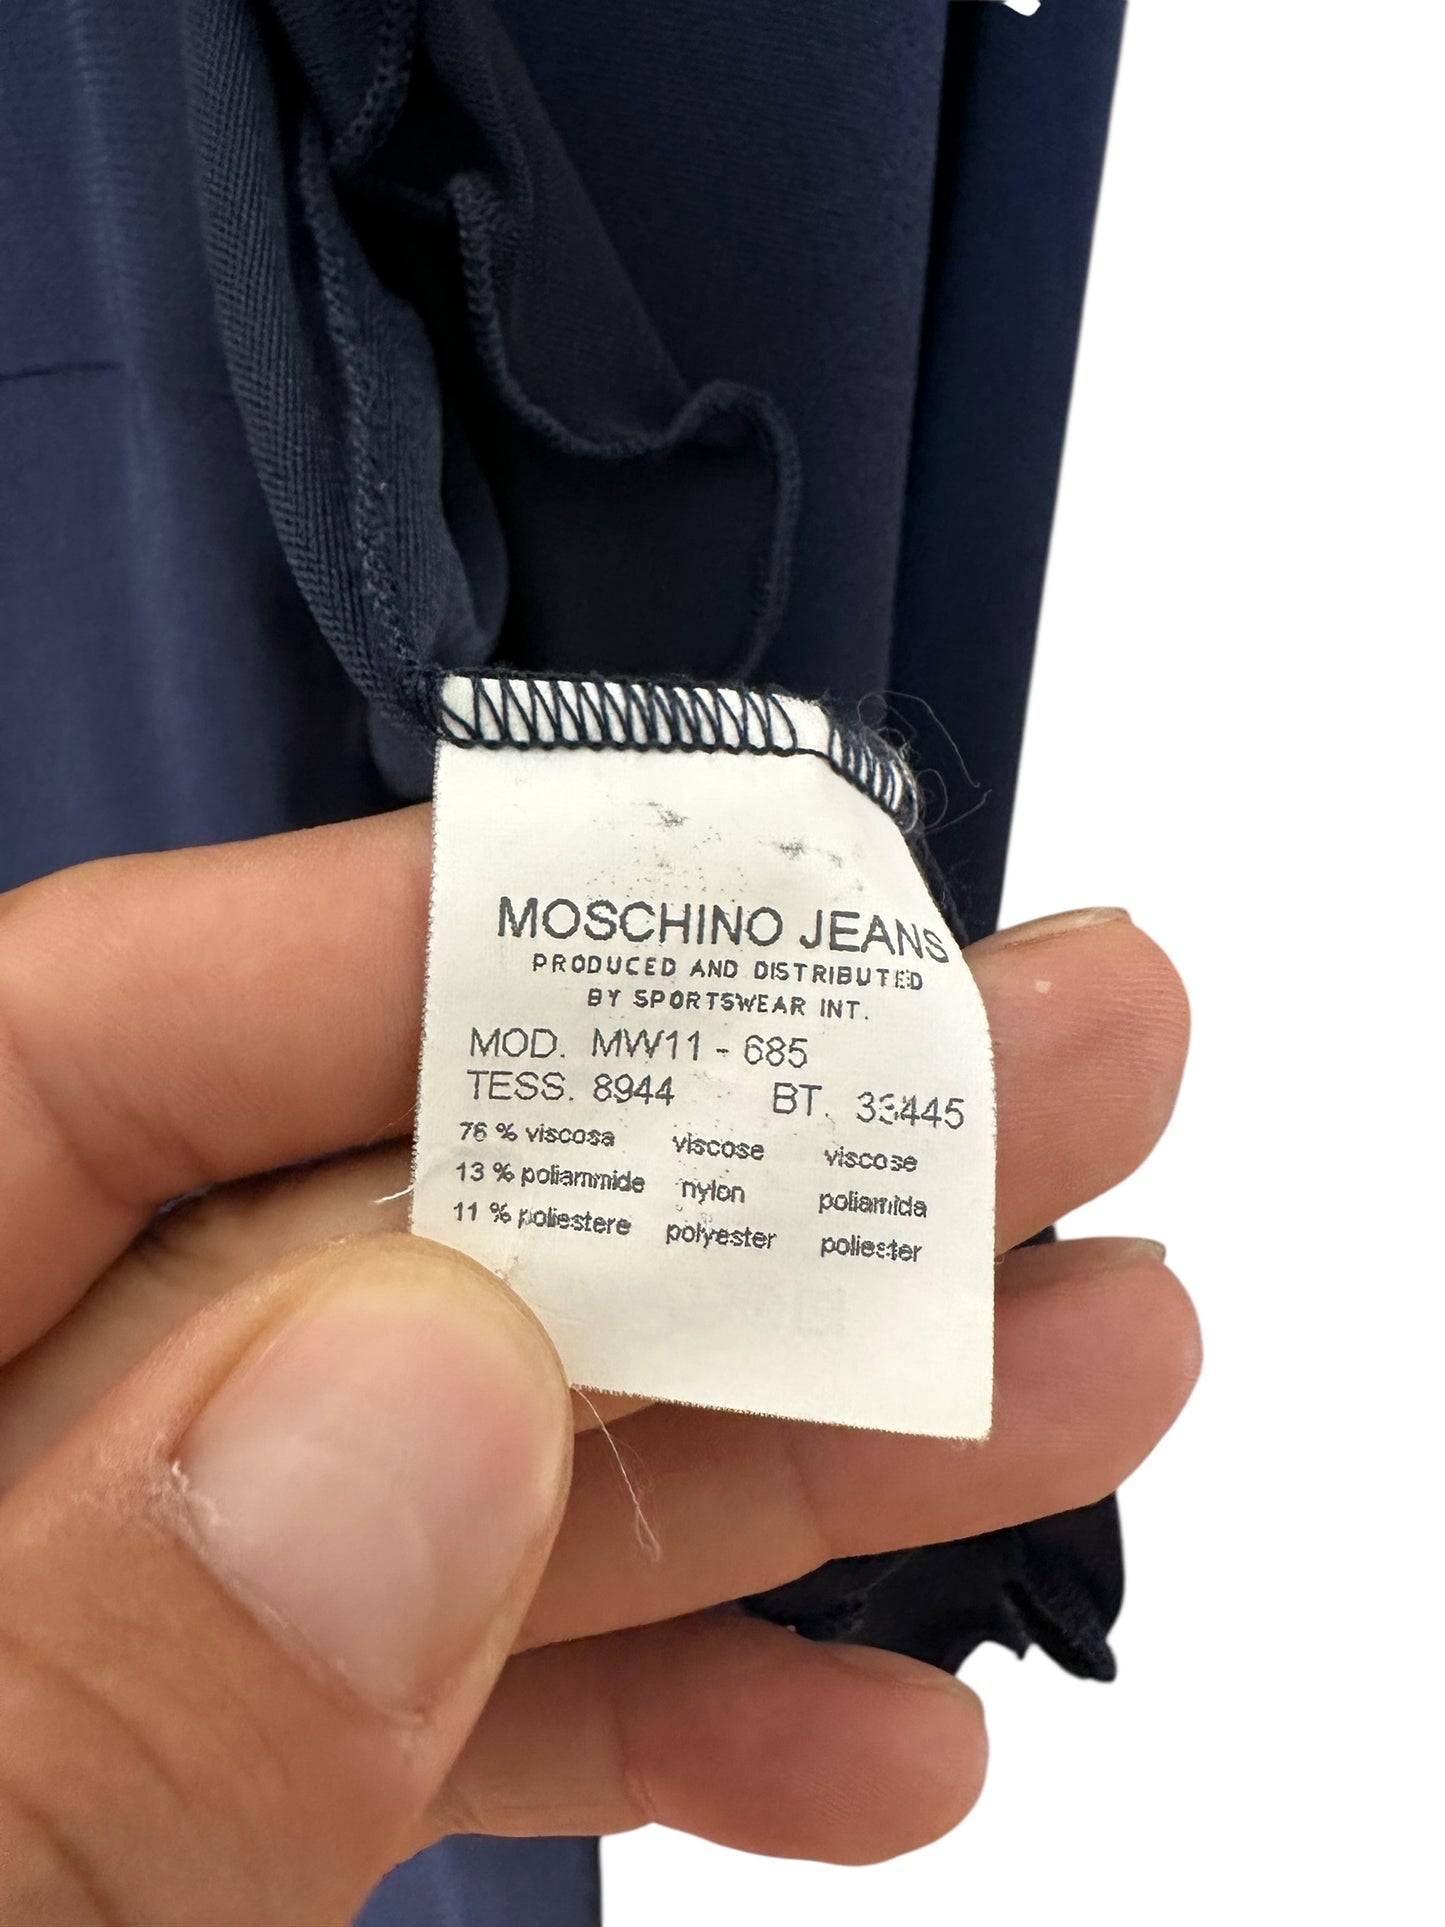 MOSCHINO JEANS
PRODUCED AND DISTRIBUTED
BY SPORTSWEAR INT.
MOD. MW11 - 685
TESS. 8944 BT. 33445
76 % viscosa viscose viscose
13 % poliammide nylon poliamida
11 % poliestere polyester poliester